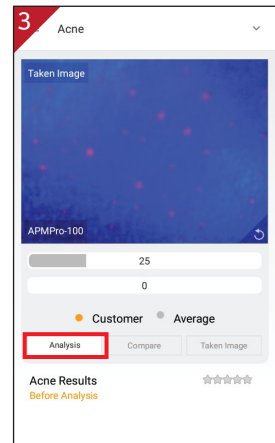 3
Acne
Taken Image
APMPro-100
25
0
Customer Average
Analysis Compare Taken Image
Acne Results
Before Analysis